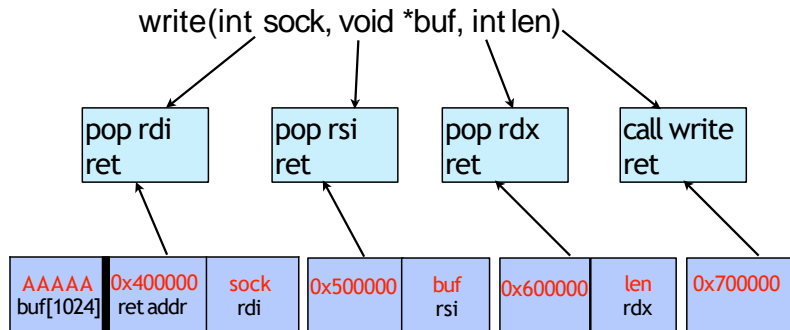 write(int sock, void *buf, int len)
pop rdi
ret
pop rsi
ret
pop rdx
ret
call write
ret
AAAAA
buf[1024]
0x400000
ret addr
sock
rdi
0x500000
buf
rsi
0x600000
len
rdx
0x700000